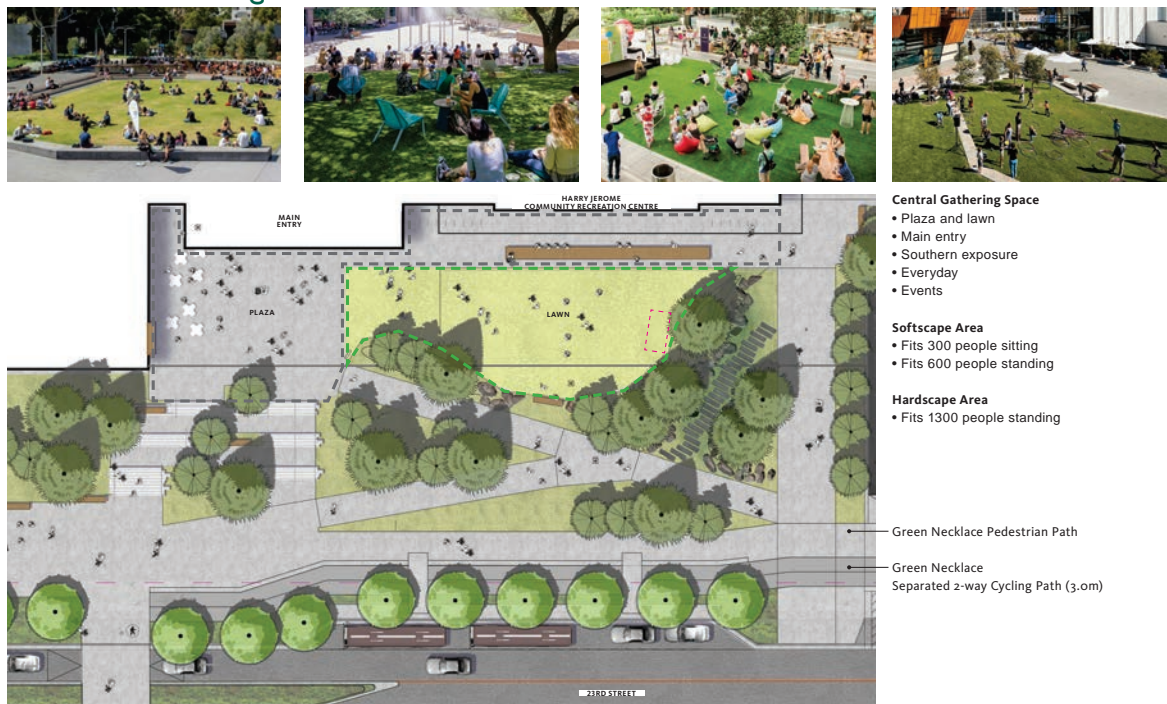 MAIN
ENTRY
HARRY JEROME
COMMUNITY RECREATION CENTRE
PLAZA
LAWN
23RD STREET
Central Gathering Space
• Plaza and lawn
• Main entry
• Southern exposure
• Everyday
• Events
Softscape Area
• Fits 300 people sitting
• Fits 600 people standing
Hardscape Area
• Fits 1300 people standing
Green Necklace Pedestrian Path
Green Necklace
Separated 2-way Cycling Path (3.0m)